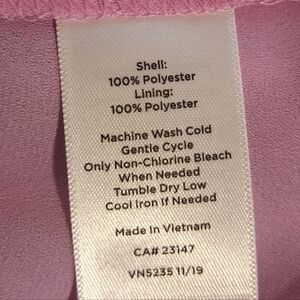 Shell:
100% Polyester
Lining:
100% Polyester
Machine Wash Cold
Gentle Cycle
Only Non-Chlorine Bleach
When Needed
Tumble Dry Low
Cool Iron If Needed
Made in Vietnam
CA# 23147
VN5235 11/19